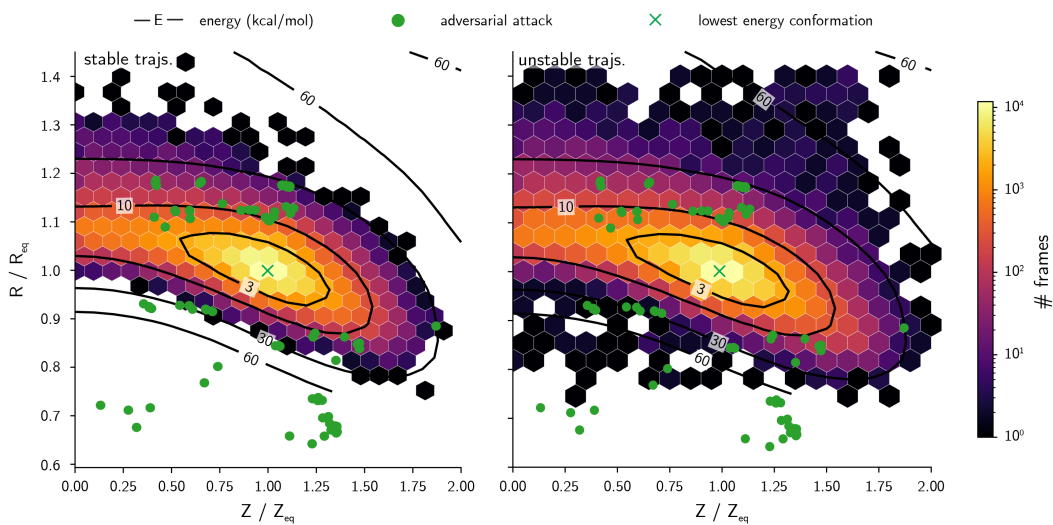 E energy (kcal/mol) adversarial attack lowest energy conformation
stable trajs.
unstable trajs.
60
60
10
3
30
60
60
60
10
3
30
60
1.4
1.3
1.2
1.1
1.0
0.9
0.8
0.7
0.6
R / Req
0.00 0.25 0.50 0.75 1.00 1.25 1.50 1.75 2.00
Z / Zeq
0.00 0.25 0.50 0.75 1.00 1.25 1.50 1.75 2.00
Z / Zeq
10⁴
10³
10²
10¹
10⁰
# frames